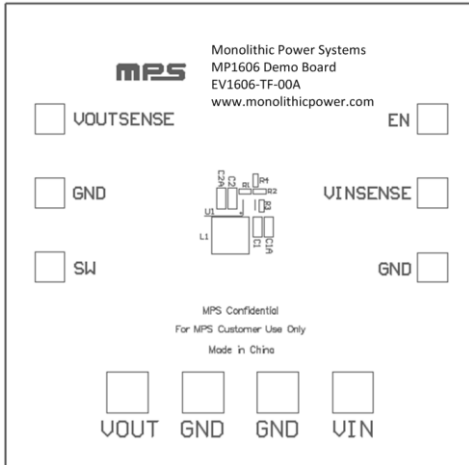 mps
Monolithic Power Systems
MP1606 Demo Board
EV1606-TF-00A
www.monolithicpower.com
VOUTSENSE
EN
GND
VINSENSE
SW
GND
C2A
C2
R4
R1
R2
R3
U1
L1
C1
C1A
MPS Confidential
For MPS Customer Use Only
Made in China
VOUT GND GND VIN